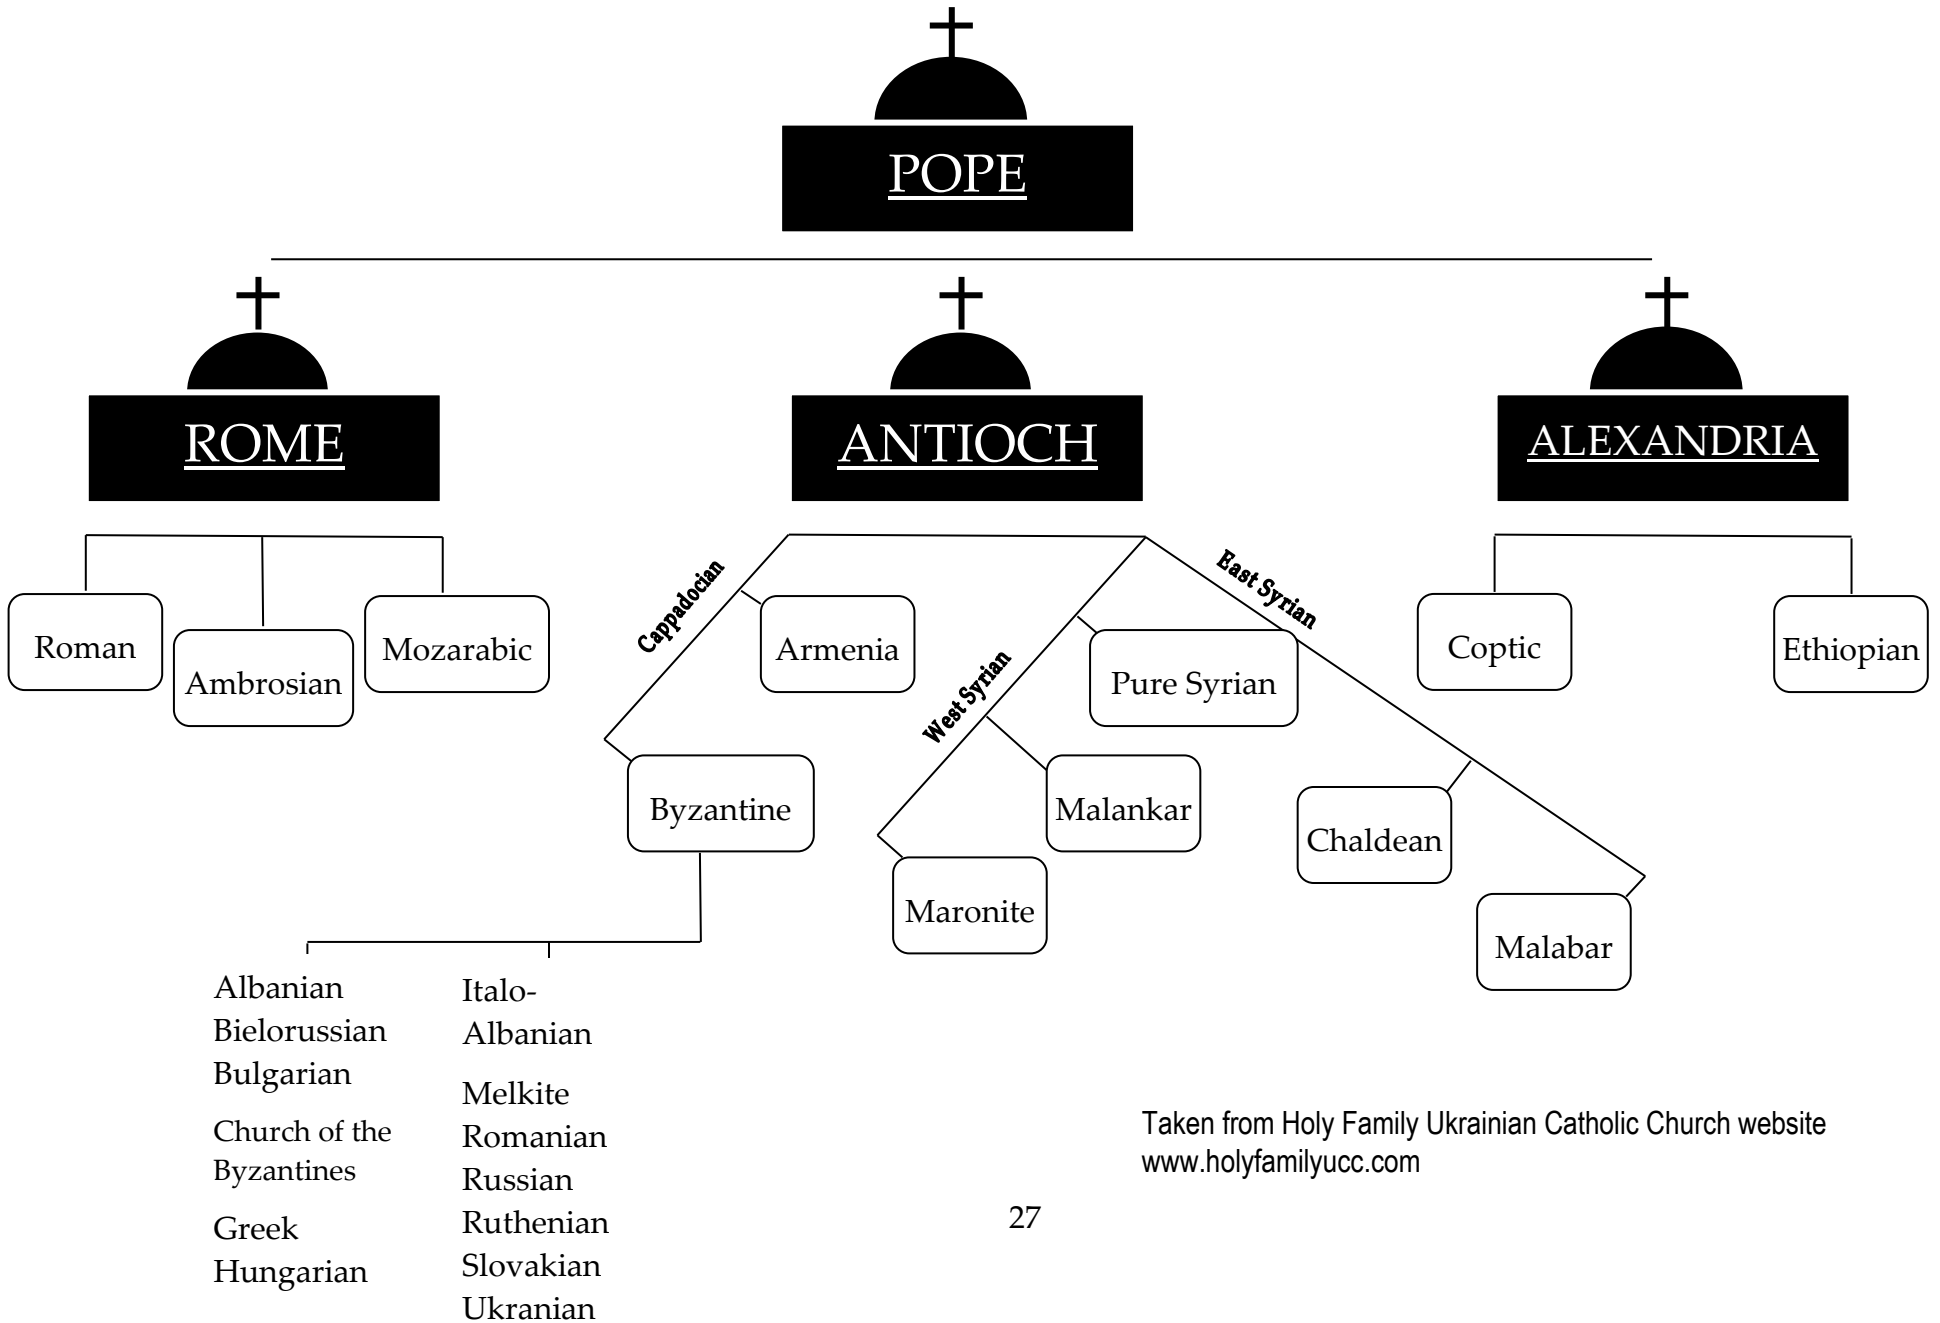 POPE
ROME
ANTIOCH
ALEXANDRIA
Cappadocian
West Syrian
East Syrian
Roman
Ambrosian
Mozarabic
Armenia
Pure Syrian
Coptic
Ethiopian
Byzantine
Malankar
Chaldean
Maronite
Malabar
Albanian
Bielorussian
Bulgarian
Church of the
Byzantines
Greek
Hungarian
Italo-
Albanian
Melkite
Romanian
Russian
Ruthenian
Slovakian
Ukranian
Taken from Holy Family Ukrainian Catholic Church website
www.holyfamilyucc.com
27